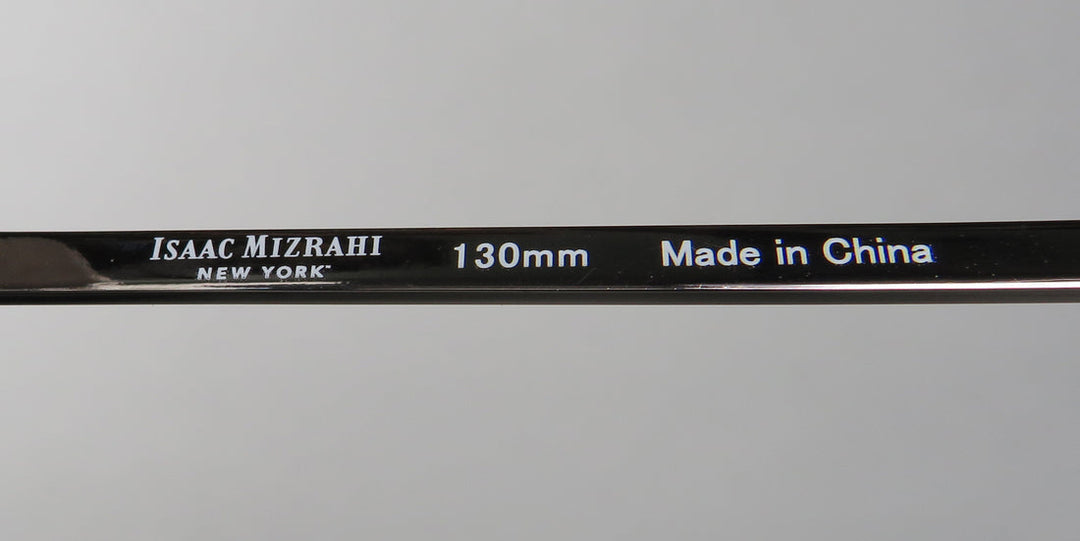 ISAAC MIZRAHI
NEW YORK™
130mm
Made in China